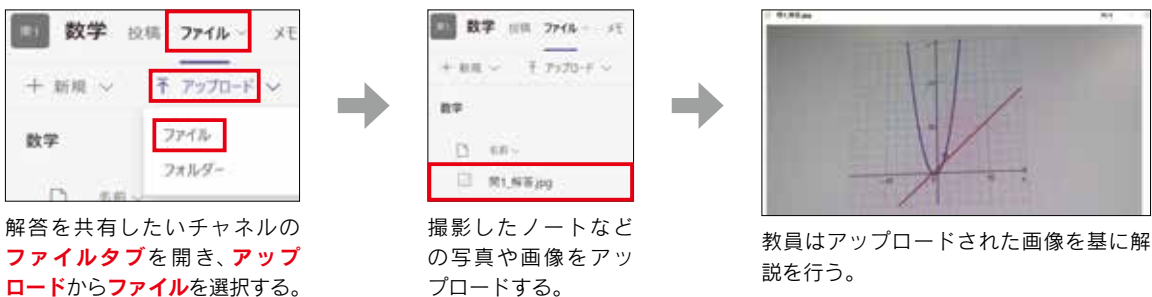 数学 投稿 ファイル メモ
＋ 新規 アップロード
ファイル
数学
フォルダー
名前
解答を共有したいチャネルの
ファイルタブを開き、アップ
ロードからファイルを選択する。
数学 投稿 ファイル
＋ 新規 アップロード
数学
名前
問1_解答.jpg
撮影したノートなど
の写真や画像をアッ
プロードする。
問1_解答.jpg
教員はアップロードされた画像を基に解
説を行う。